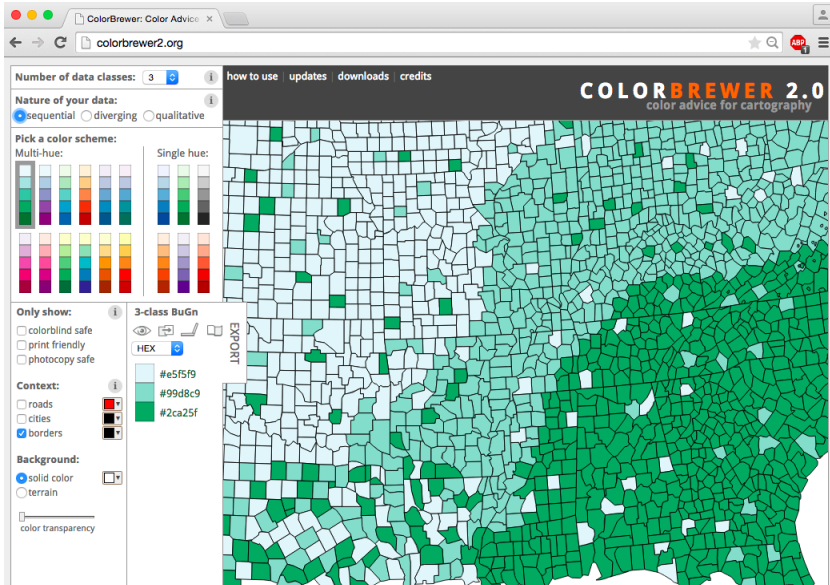 ColorBrewer: Color Advice
colorbrewer2.org
ABP
1
Number of data classes: 3
i
how to use | updates | downloads | credits
COLORBREWER 2.0
color advice for cartography
Nature of your data:
i
sequential diverging qualitative
Pick a color scheme:
Multi-hue: Single hue:
Only show:
i
colorblind safe
print friendly
photocopy safe
Context:
i
roads
cities
borders
Background:
solid color
terrain
color transparency
3-class BuGn
HEX
EXPORT
#e5f5f9
#99d8c9
#2ca25f